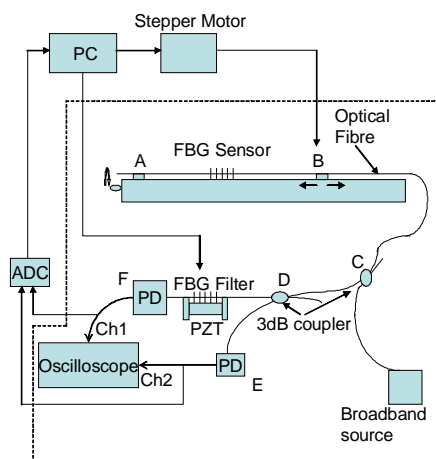 Stepper Motor
PC
Optical
Fibre
FBG Sensor
A
B
ADC
F
FBG Filter
D
C
PD
PZT
3dB coupler
Ch1
Oscilloscope
Ch2
PD
E
Broadband
source